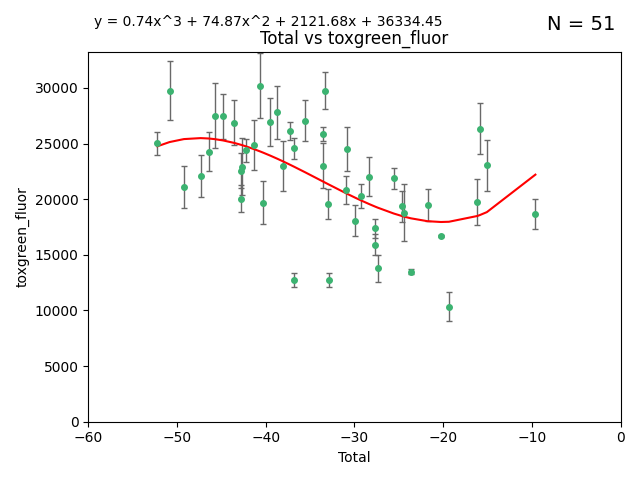 y = 0.74x^3 + 74.87x^2 + 2121.68x + 36334.45
N = 51
Total vs toxgreen_fluor
toxgreen_fluor
30000
25000
20000
15000
10000
5000
0
−60
−50
−40
−30
−20
−10
0
Total